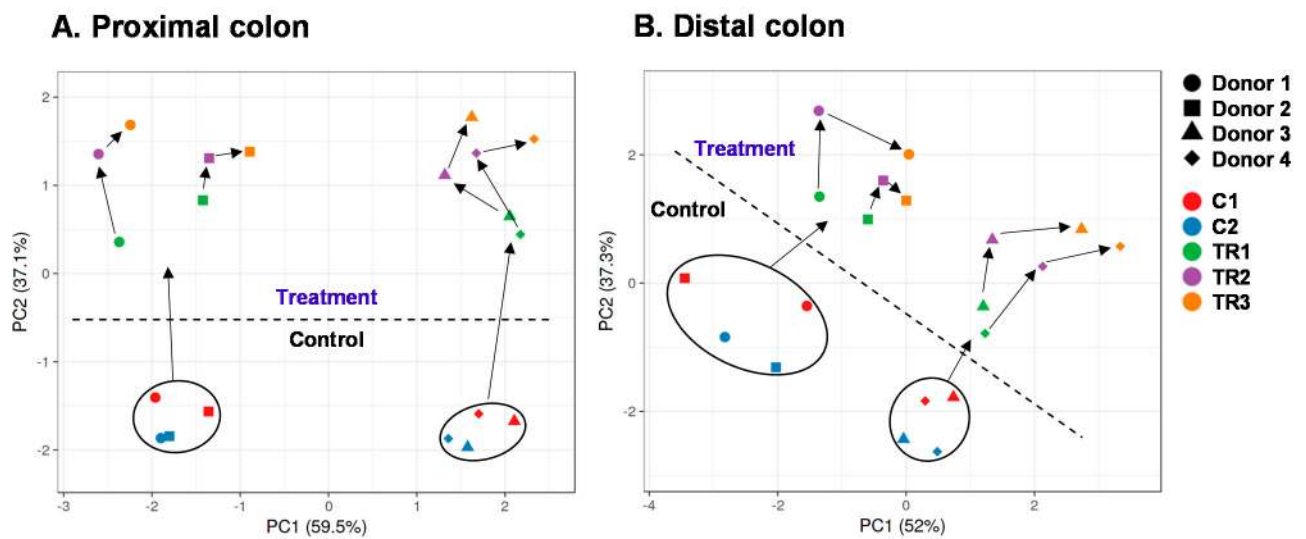 A. Proximal colon
2
1
0
-1
-2
PC2 (37.1%)
Treatment
Control
-3
-2
-1
0
1
2
PC1 (59.5%)
B. Distal colon
2
0
-2
PC2 (37.3%)
Treatment
Control
-4
-2
0
2
PC1 (52%)
Donor 1
Donor 2
Donor 3
Donor 4
C1
C2
TR1
TR2
TR3